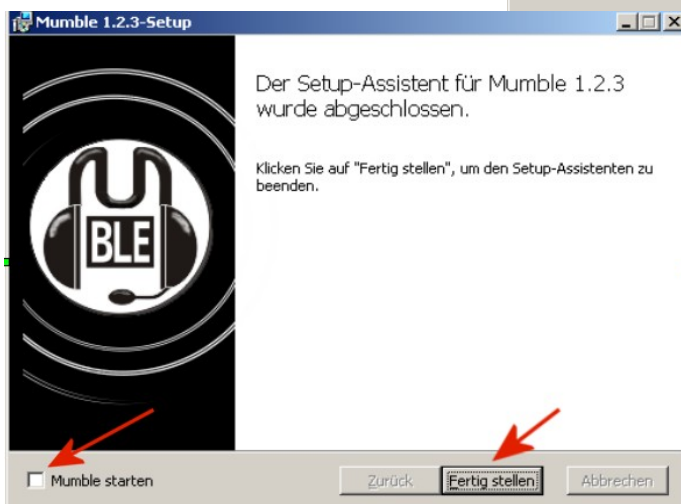 Mumble 1.2.3-Setup
Der Setup-Assistent für Mumble 1.2.3
wurde abgeschlossen.
Klicken Sie auf "Fertig stellen", um den Setup-Assistenten zu
beenden.
BLE
Mumble starten
Zurück
Fertig stellen
Abbrechen